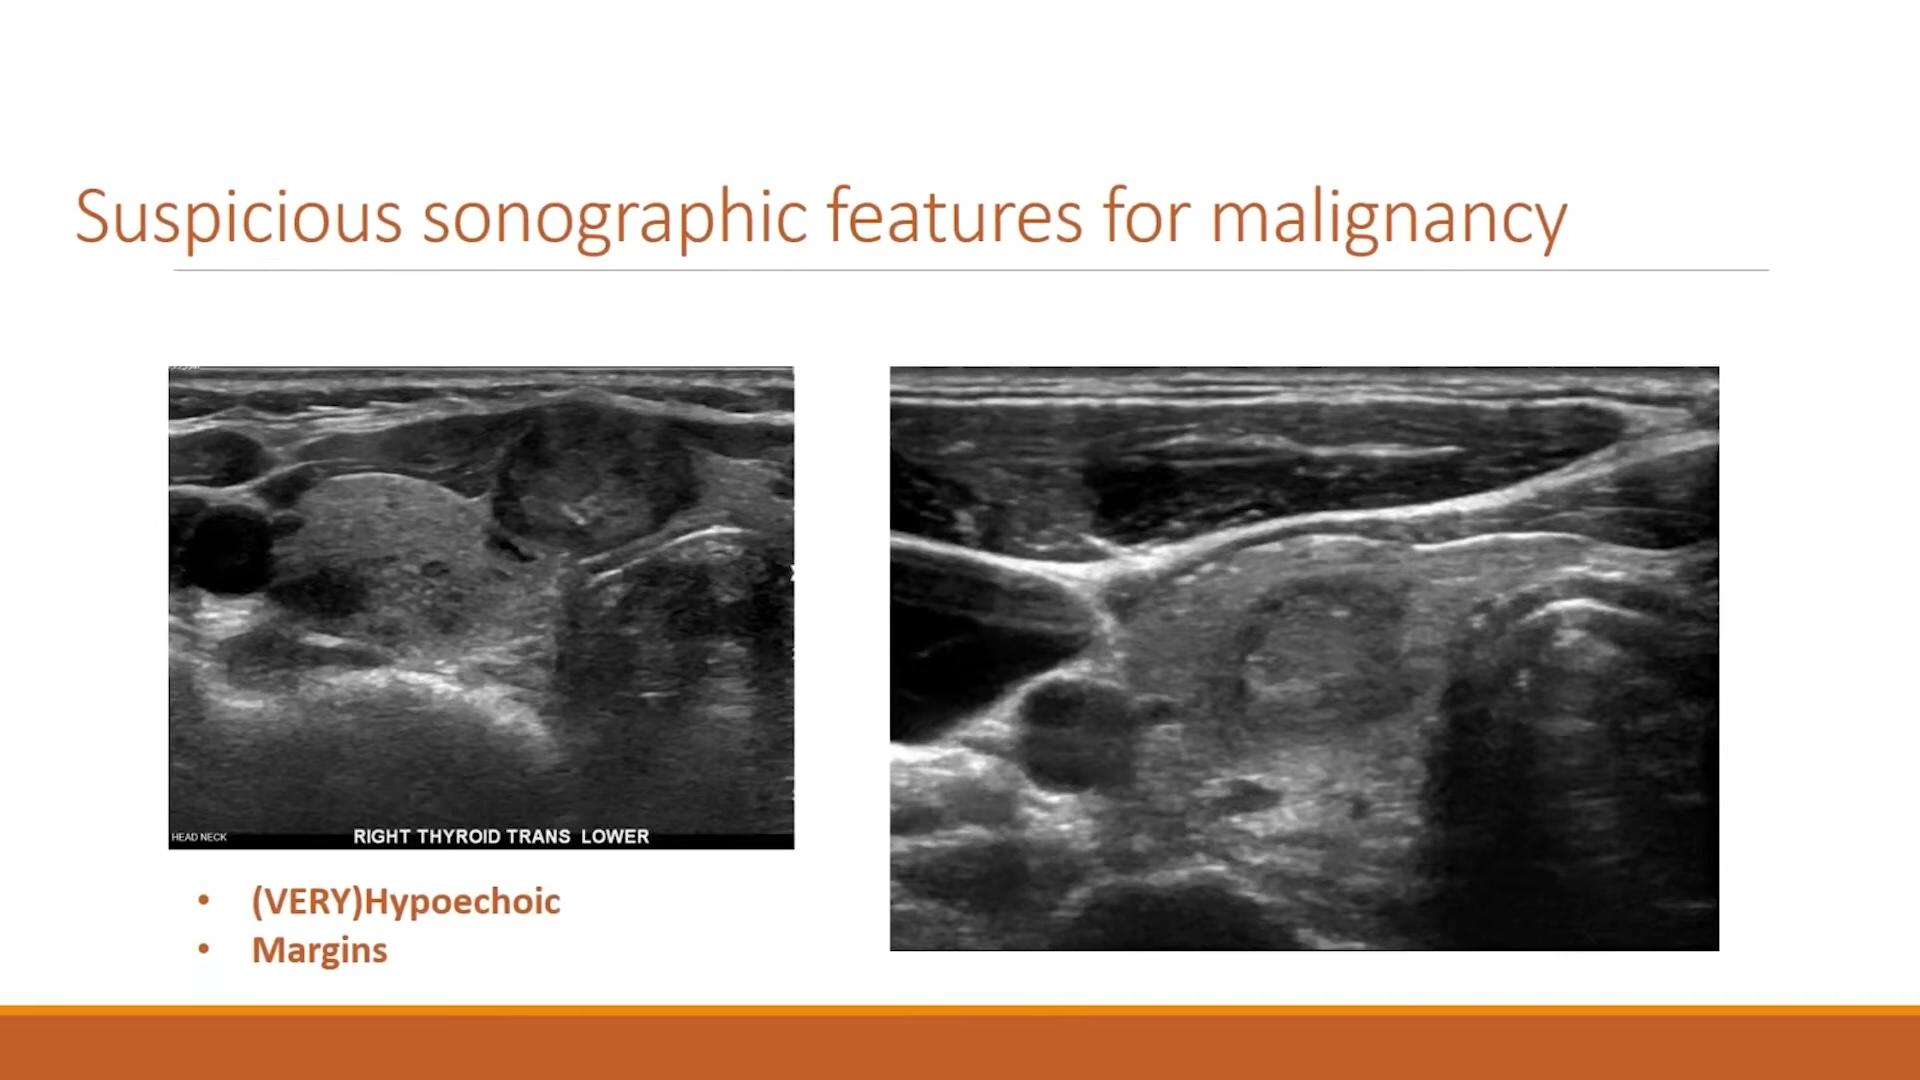 Suspicious sonographic features for malignancy
HEAD NECK
RIGHT THYROID TRANS LOWER
• (VERY)Hypoechoic
• Margins